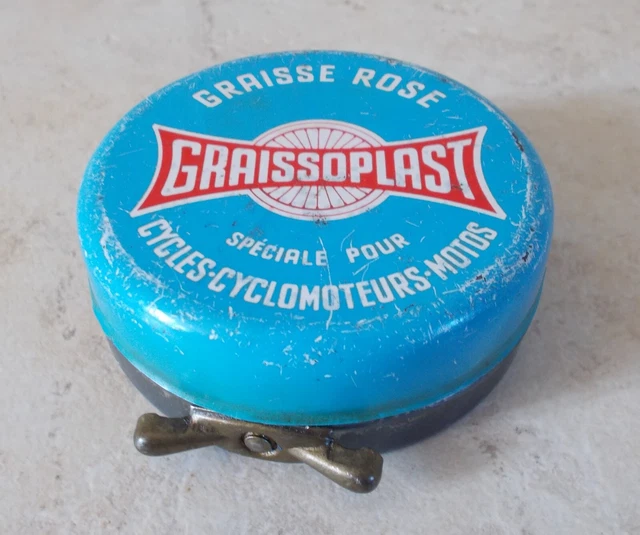 GRAISSE ROSE
GRAISSOPLAST
SPÉCIALE POUR
CYCLES-CYCLOMOTEURS-MOTOS